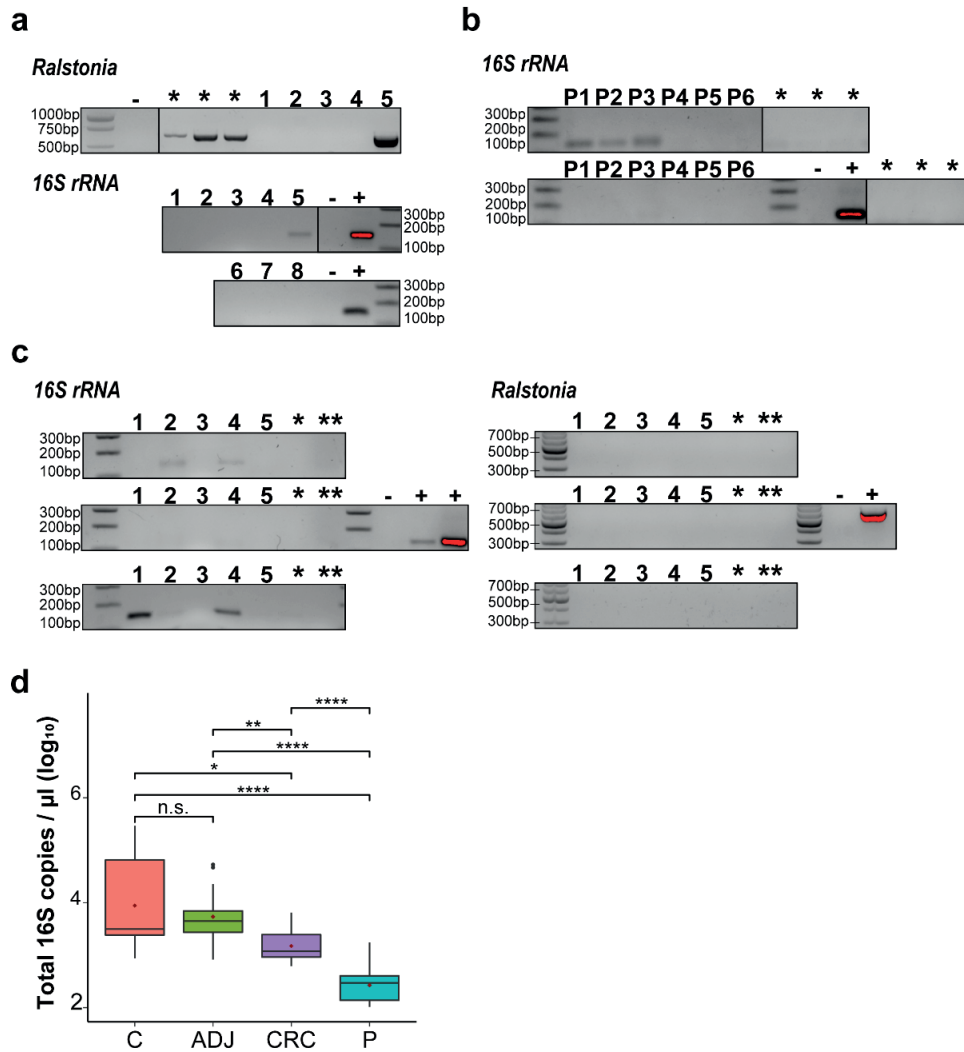 a
Ralstonia
- * * * 1 2 3 4 5
1000bp
750bp
500bp
16S rRNA
1 2 3 4 5 - +
300bp
200bp
100bp
6 7 8 - +
300bp
200bp
100bp
b
16S rRNA
P1 P2 P3 P4 P5 P6 * * *
300bp
200bp
100bp
P1 P2 P3 P4 P5 P6 - + * * *
300bp
200bp
100bp
c
16S rRNA
1 2 3 4 5 * **
300bp
200bp
100bp
1 2 3 4 5 * ** - + +
300bp
200bp
100bp
1 2 3 4 5 * **
300bp
200bp
100bp
Ralstonia
1 2 3 4 5 * **
700bp
500bp
300bp
1 2 3 4 5 * ** - +
700bp
500bp
300bp
1 2 3 4 5 * **
700bp
500bp
300bp
d
Total 16S copies / µl (log₁₀)
****
**
****
*
****
n.s.
6
4
2
C ADJ CRC P